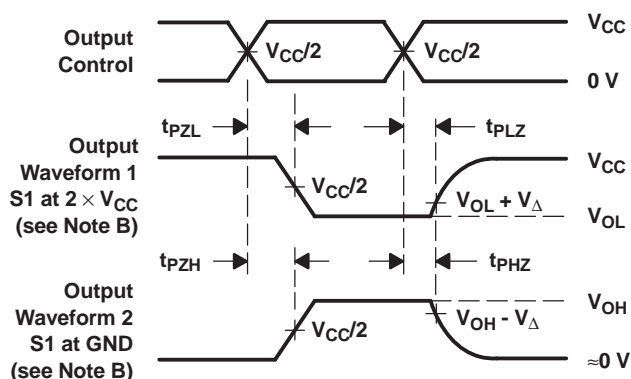 Output
Control
VCC/2
VCC/2
VCC
0 V
tPZL
tPLZ
Output
Waveform 1
S1 at 2 × VCC
(see Note B)
VCC/2
VOL + VΔ
VCC
VOL
tPZH
tPHZ
Output
Waveform 2
S1 at GND
(see Note B)
VCC/2
VOH - VΔ
VOH
≈0 V